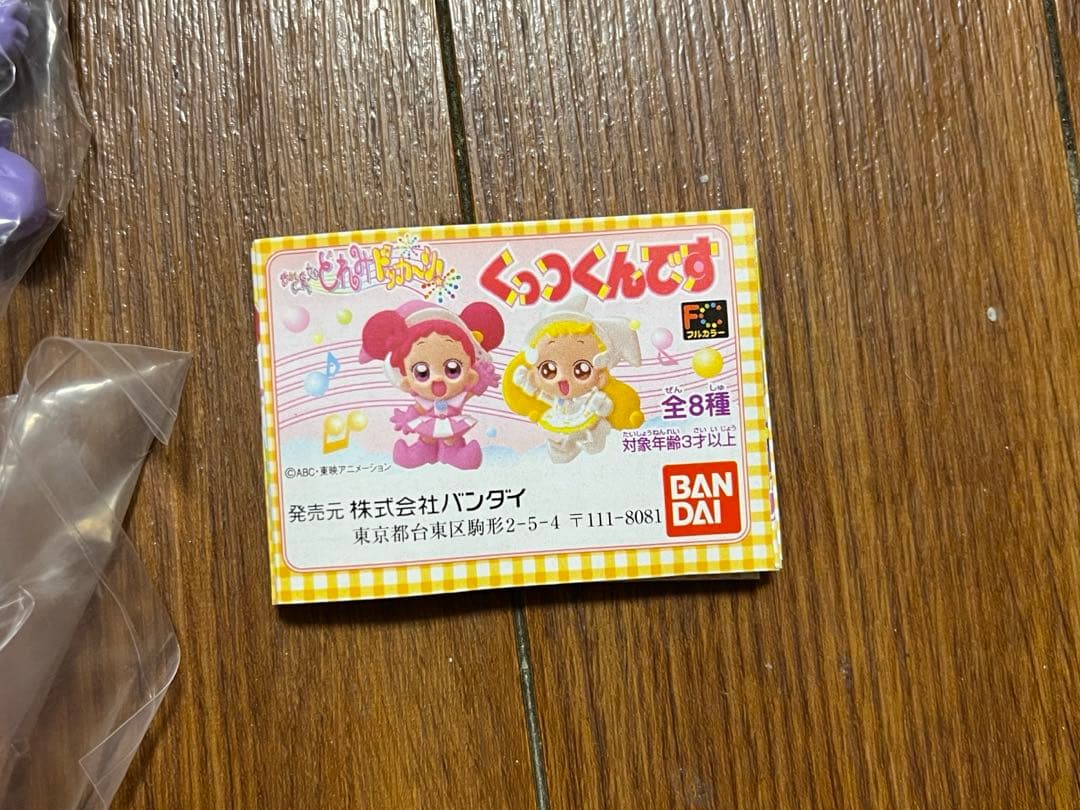 おジャ魔女どれみドッカ〜ン!
くっつくんです
FC
フルカラー
ぜん しゅ
全8種
たいしょうねんれい さい いじょう
対象年齢3才以上
©ABC・東映アニメーション
発売元 株式会社バンダイ
東京都台東区駒形2-5-4 〒111-8081
BAN
DAI